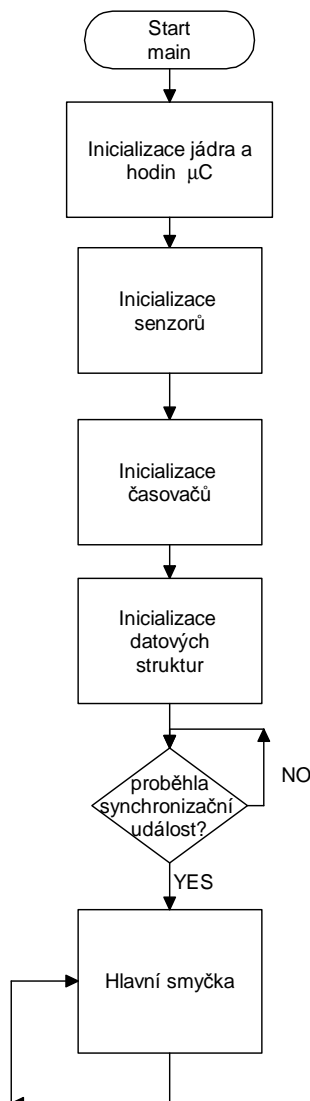 Start
main
Inicializace jádra a
hodin μC
Inicializace
senzorů
Inicializace
časovačů
Inicializace
datových
struktur
proběhla
synchronizační
událost?
NO
YES
Hlavní smyčka